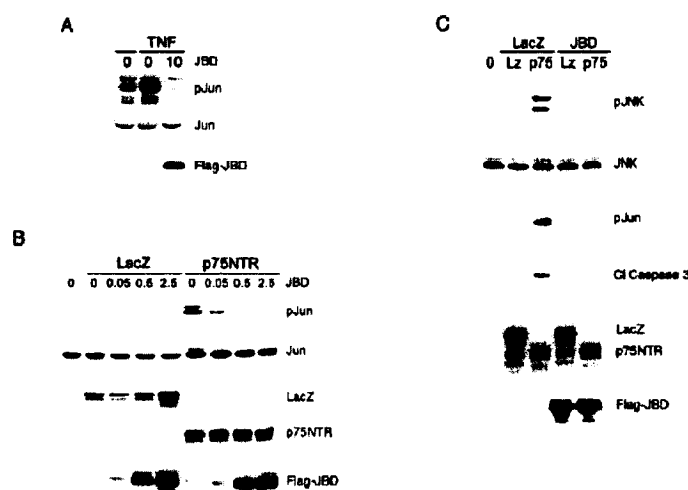 A
TNF
0 0 10 JBD
pJun
Jun
Flag-JBD
B
LacZ p75NTR
0 0 0.05 0.5 2.5 0 0.05 0.5 2.5 JBD
pJun
Jun
LacZ
p75NTR
Flag-JBD
C
LacZ JBD
0 Lz p75 Lz p75
pJNK
JNK
pJun
Cl Caspase 3
LacZ
p75NTR
Flag-JBD